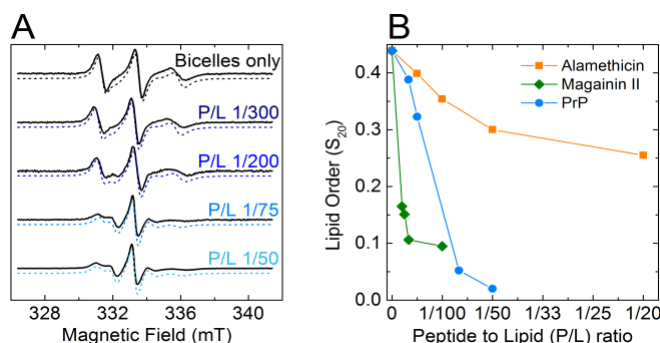 A
Bicelles only
P/L 1/300
P/L 1/200
P/L 1/75
P/L 1/50
328 332 336 340
Magnetic Field (mT)
B
Alamethicin
Magainin II
PrP
Lipid Order (S20)
0.4
0.3
0.2
0.1
0.0
0 1/100 1/50 1/33 1/25 1/20
Peptide to Lipid (P/L) ratio